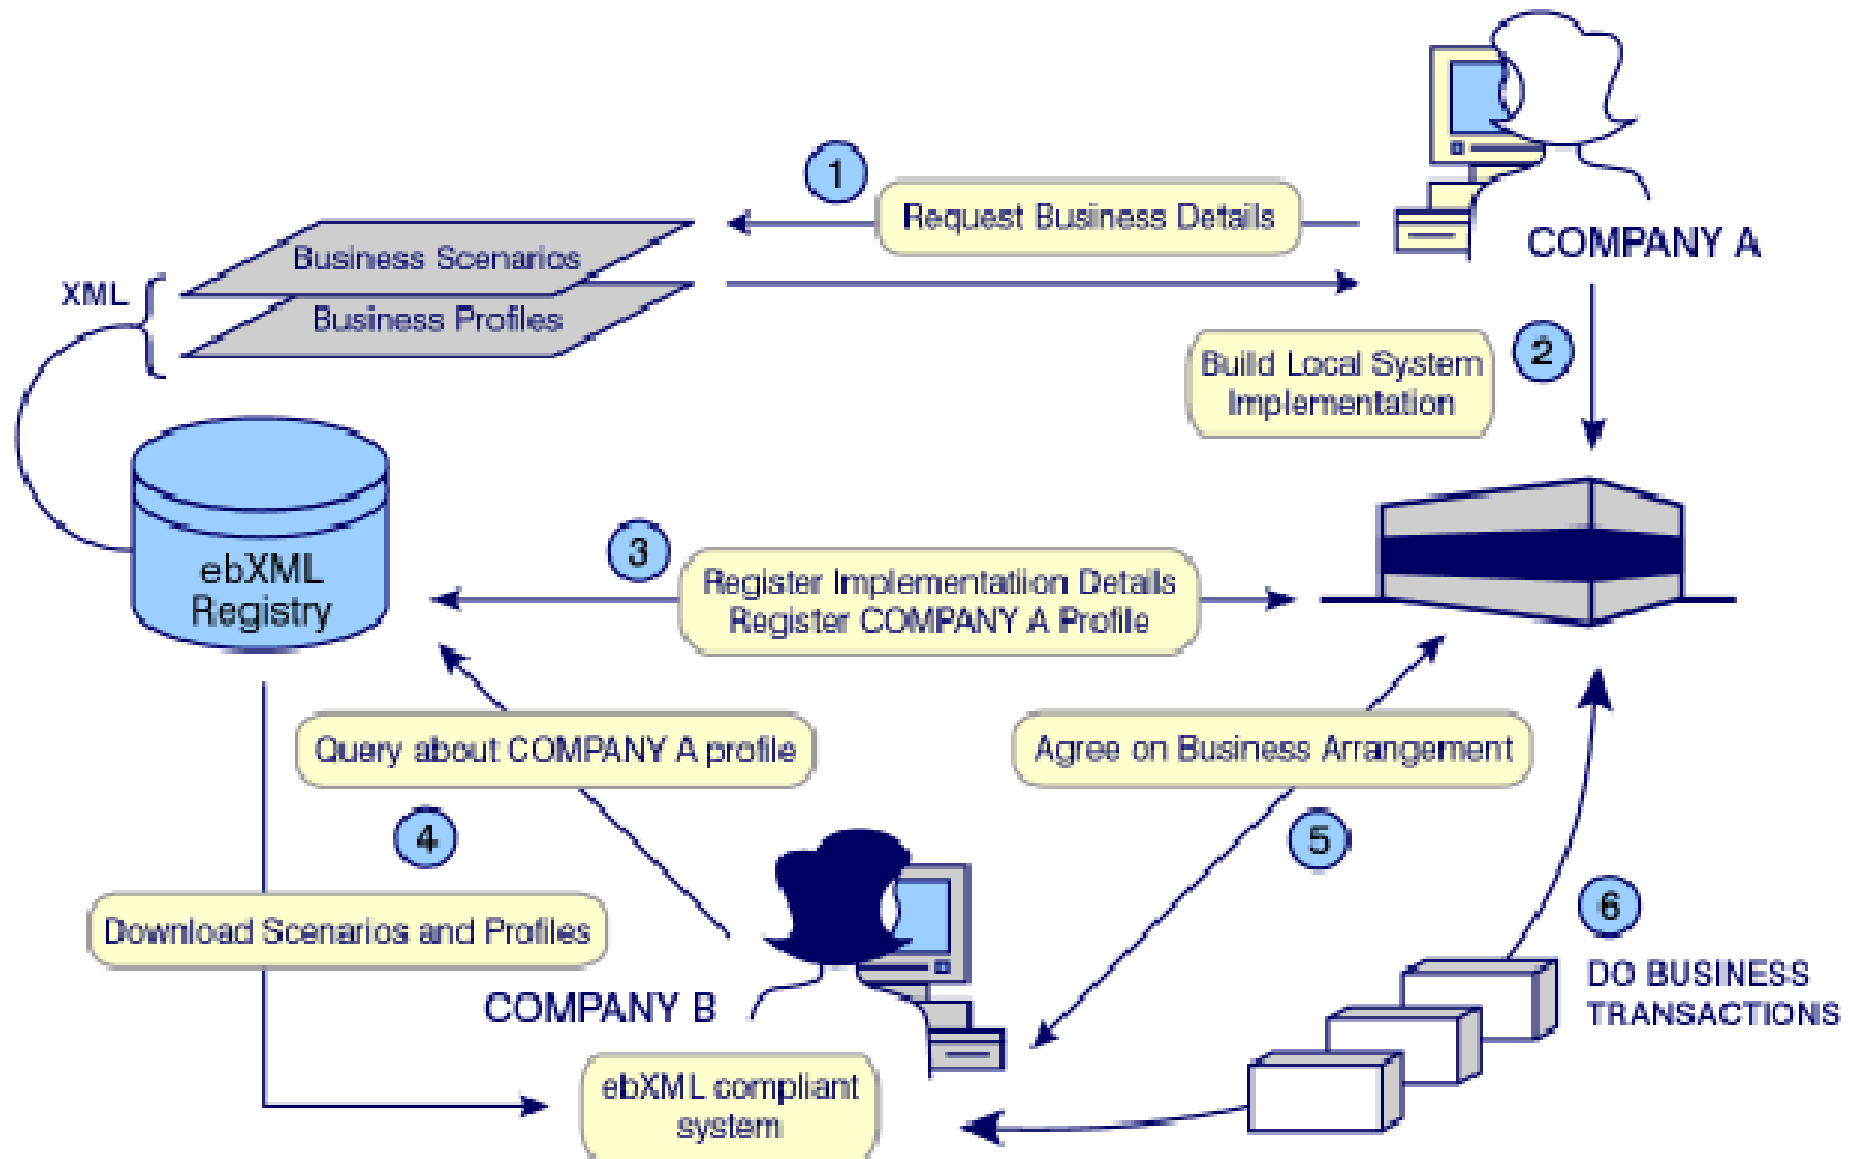 1
Request Business Details
COMPANY A
Business Scenarios
XML
Business Profiles
2
Build Local System
Implementation
3
Register Implementatiion Details
Register COMPANY A Profile
ebXML
Registry
Query about COMPANY A profile
Agree on Business Arrangement
4
5
6
Download Scenarios and Profiles
DO BUSINESS
TRANSACTIONS
COMPANY B
ebXML compliant
system